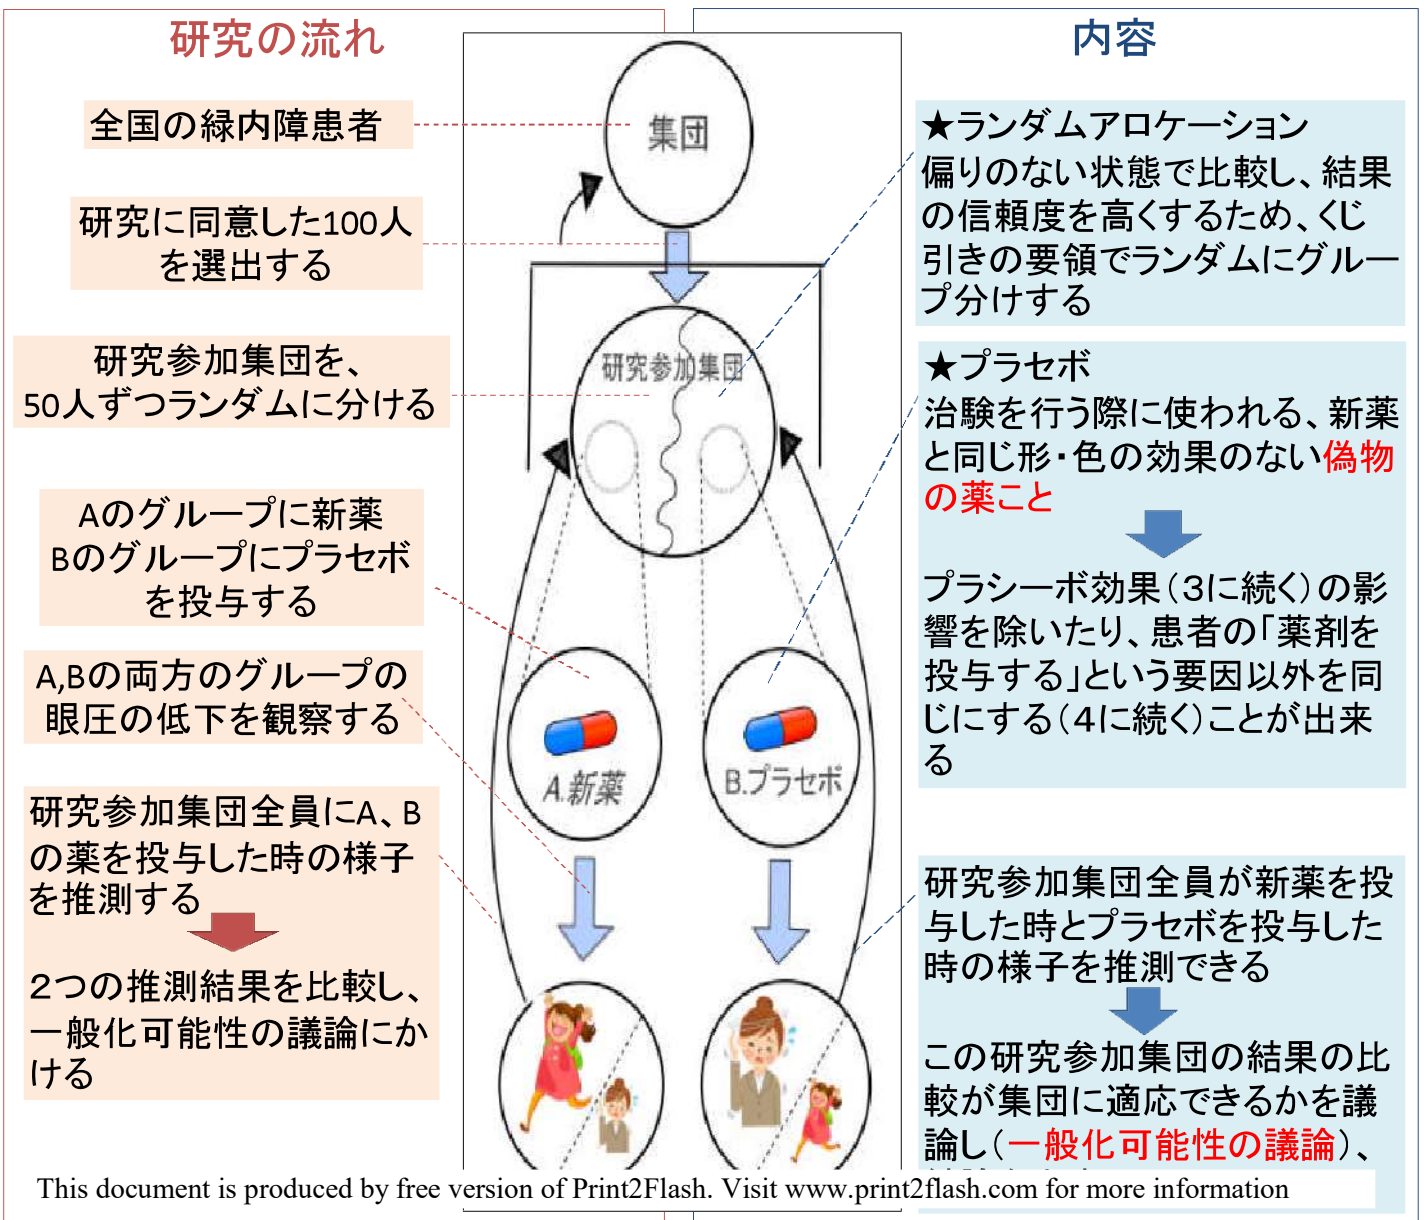 研究の流れ
全国の緑内障患者
研究に同意した100人
を選出する
研究参加集団を、
50人ずつランダムに分ける
Aのグループに新薬
Bのグループにプラセボ
を投与する
A,Bの両方のグループの
眼圧の低下を観察する
研究参加集団全員にA、B
の薬を投与した時の様子
を推測する
２つの推測結果を比較し、
一般化可能性の議論にか
ける
集団
研究参加集団
A.新薬
B.プラセボ
内容
★ランダムアロケーション
偏りのない状態で比較し、結果
の信頼度を高くするため、くじ
引きの要領でランダムにグルー
プ分けする
★プラセボ
治験を行う際に使われる、新薬
と同じ形・色の効果のない偽物
の薬こと
プラシーボ効果（３に続く）の影
響を除いたり、患者の「薬剤を
投与する」という要因以外を同
じにする（４に続く）ことが出来
る
研究参加集団全員が新薬を投
与した時とプラセボを投与した
時の様子を推測できる
この研究参加集団の結果の比
較が集団に適応できるかを議
論し（一般化可能性の議論）、
This document is produced by free version of Print2Flash. Visit www.print2flash.com for more information